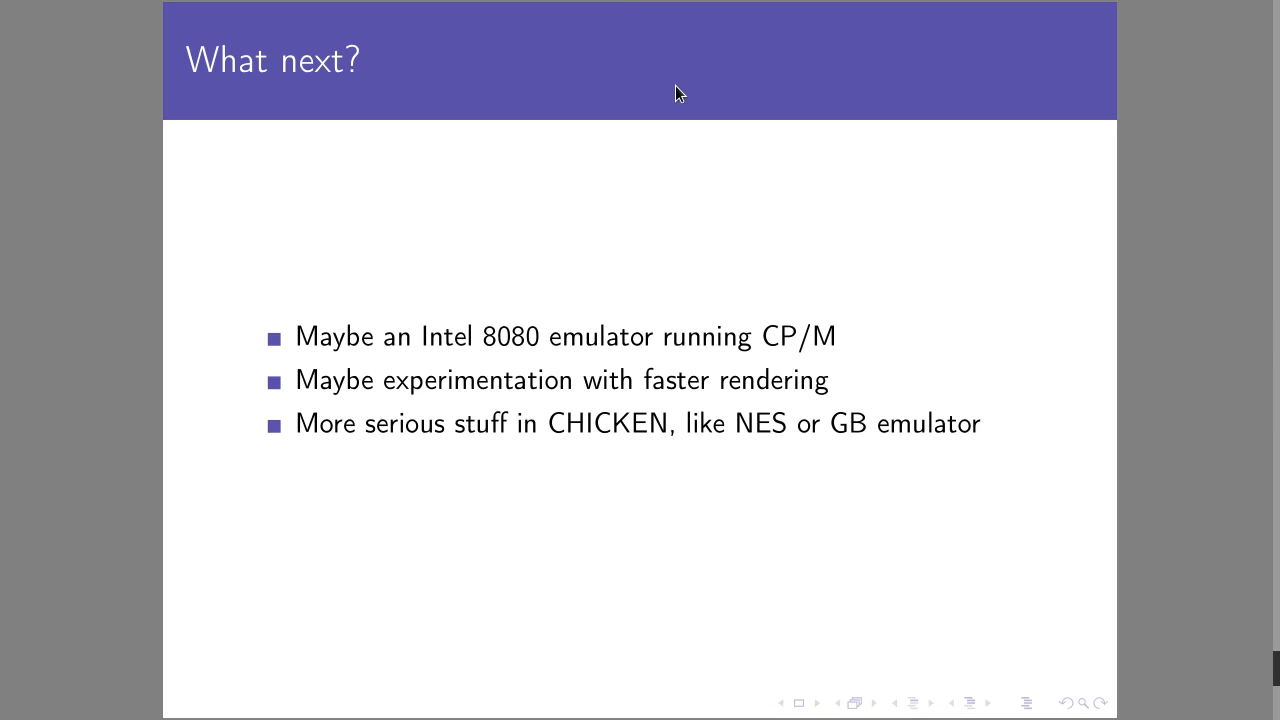 What next?
Maybe an Intel 8080 emulator running CP/M
Maybe experimentation with faster rendering
More serious stuff in CHICKEN, like NES or GB emulator